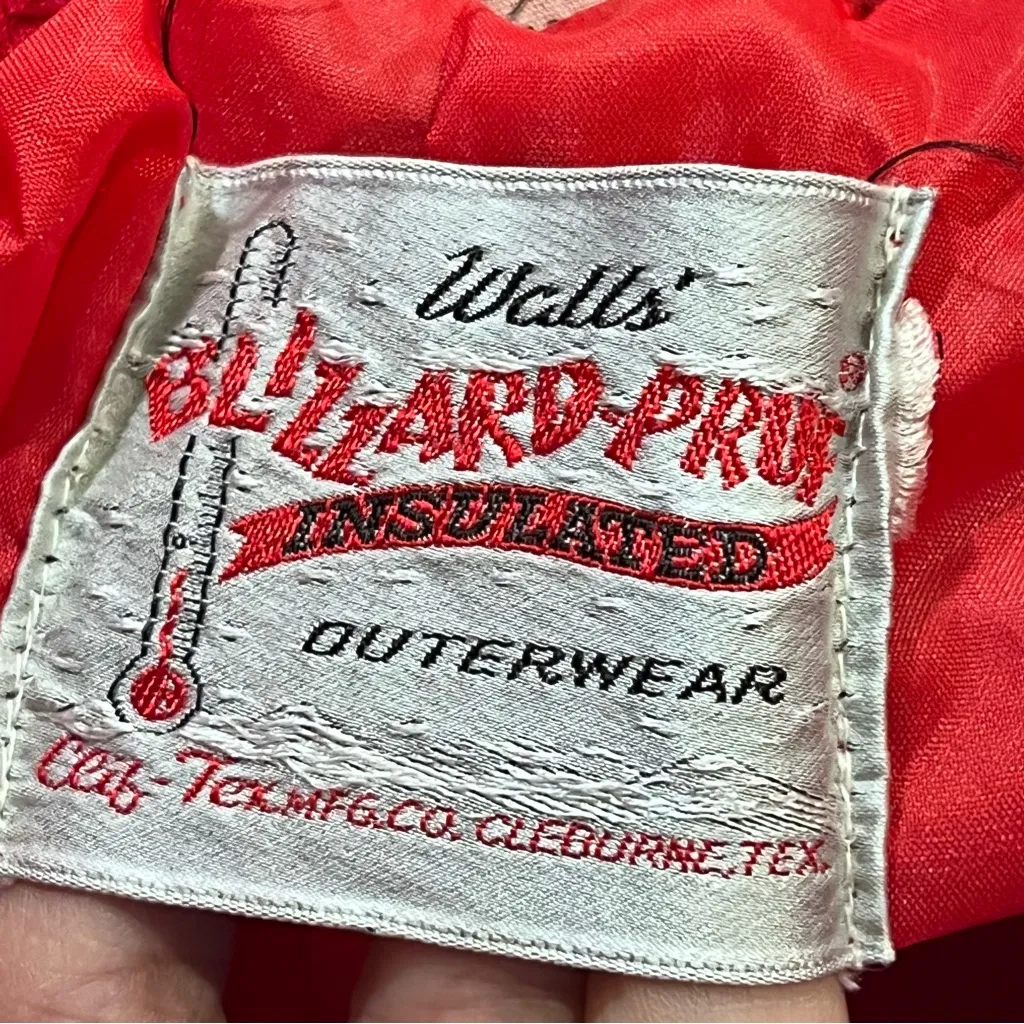 Walls'
BLIZZARD-PRUF®
INSULATED
OUTERWEAR
Cleb-Tex.MFG.CO. CLEBURNE,TEX.